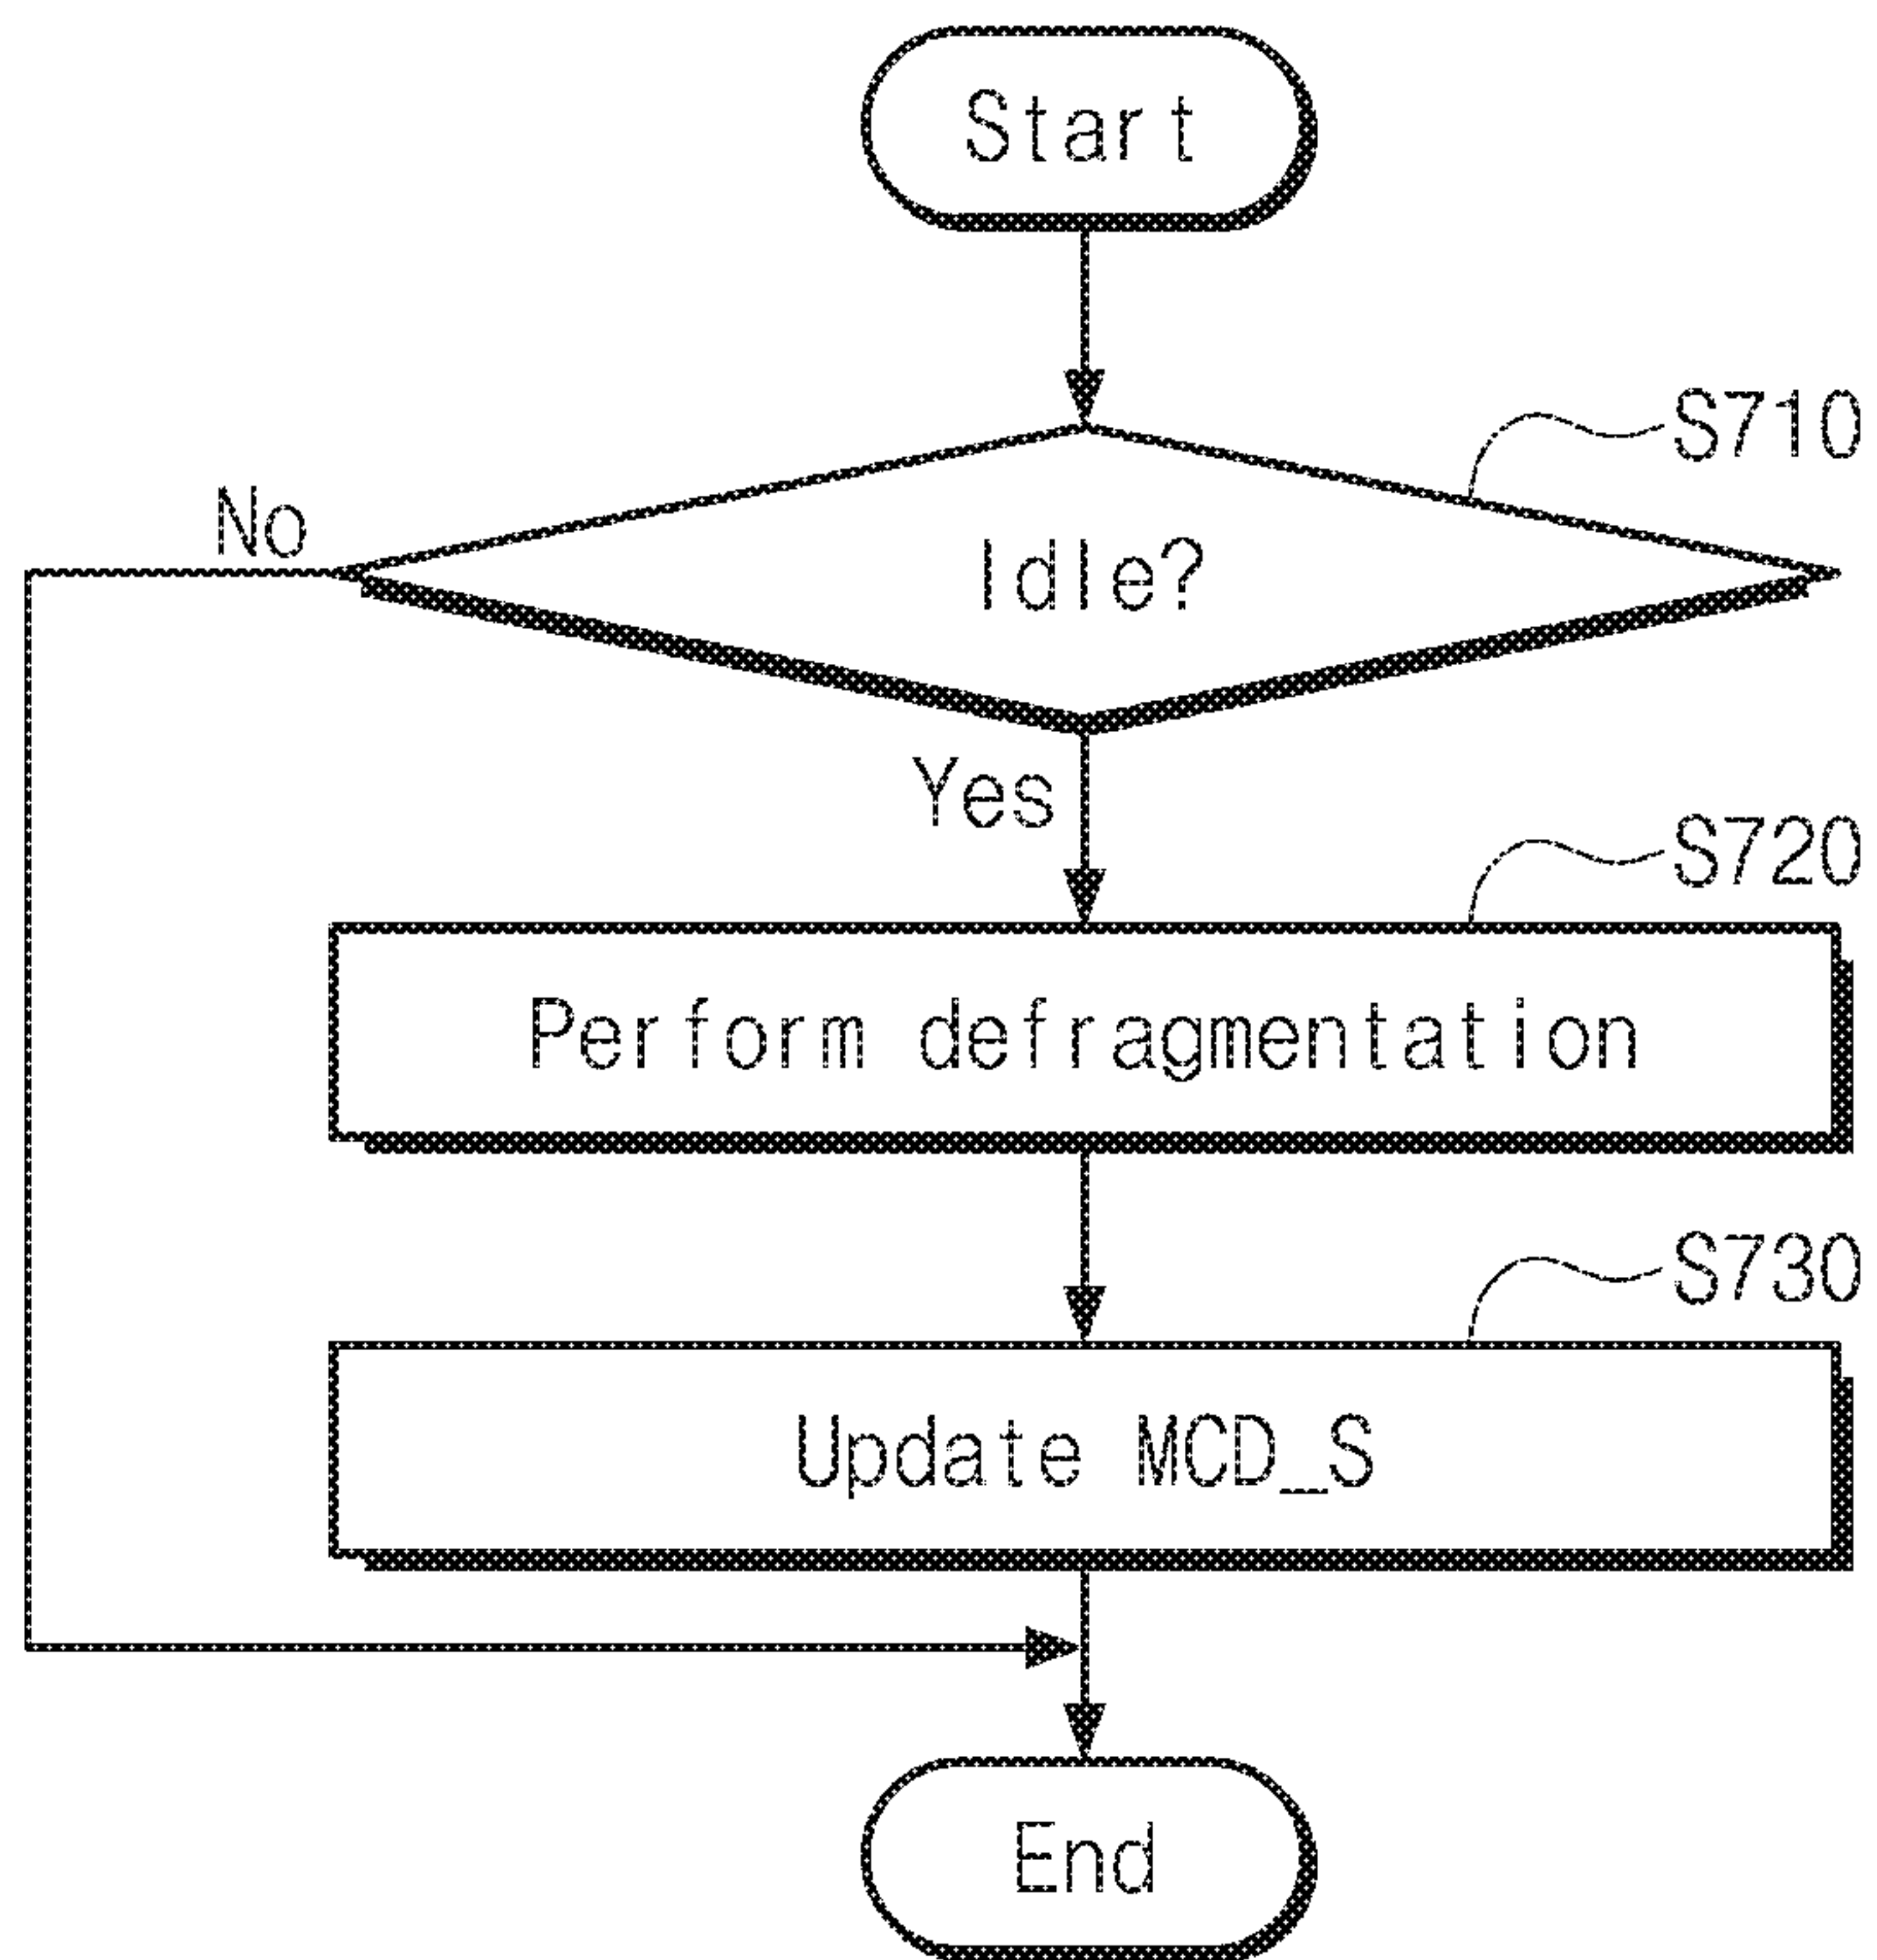 Start
S710
No
Idle?
Yes
S720
Perform defragmentation
S730
Update MCD_S
End